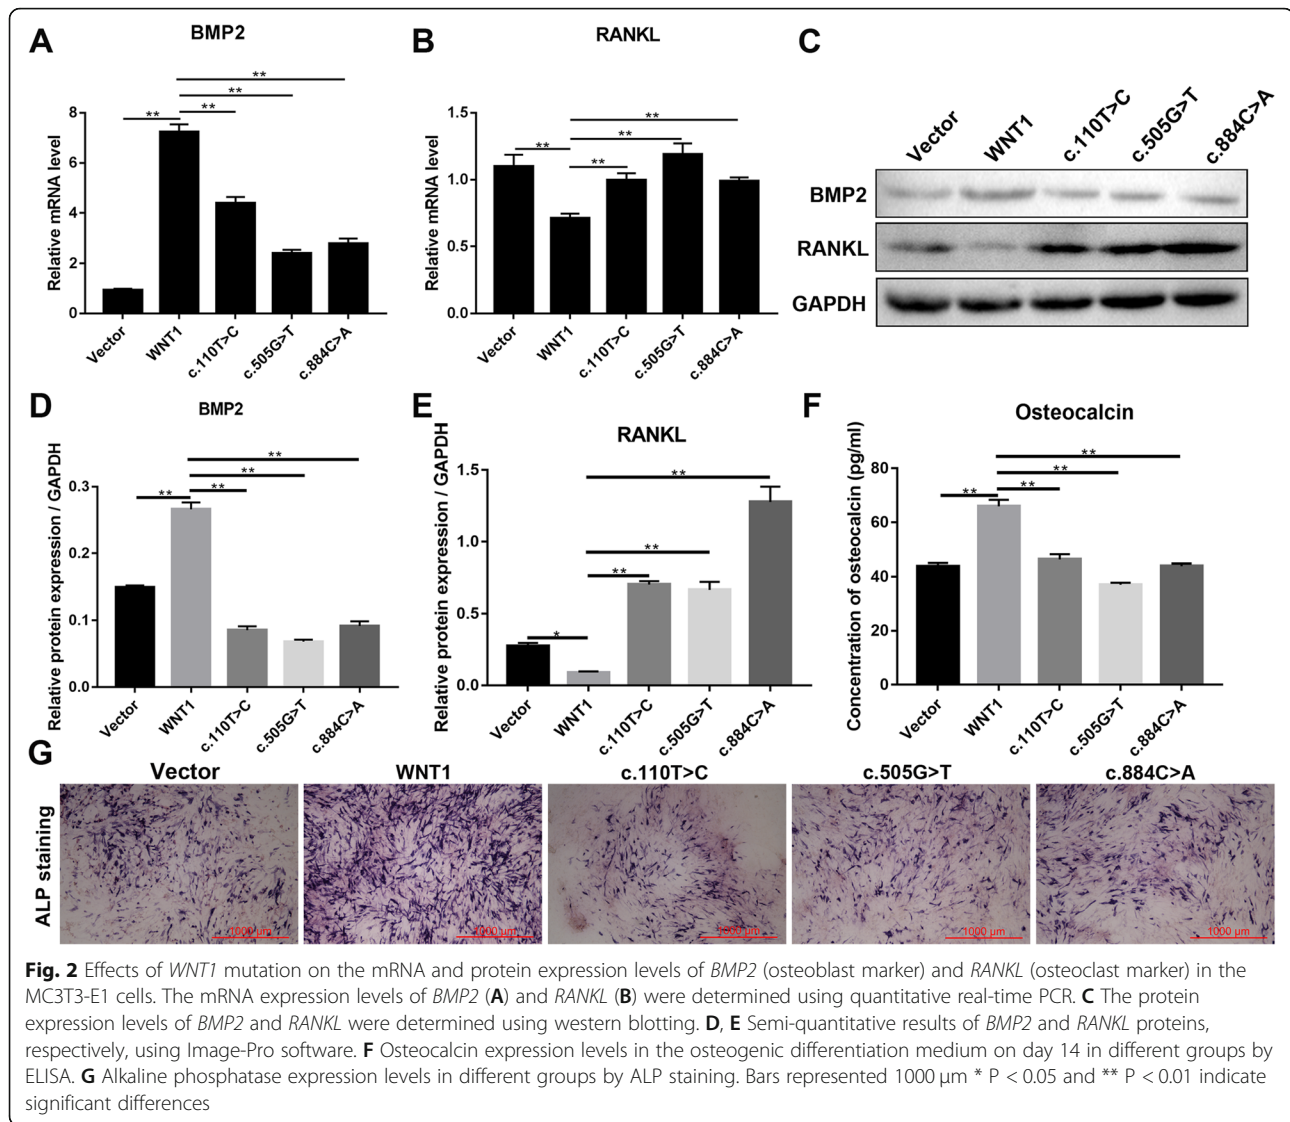 A
BMP2
Relative mRNA level
8
6
4
2
0
** ** ** **
Vector
WNT1
c.110T>C
c.505G>T
c.884C>A
B
RANKL
Relative mRNA level
1.5
1.0
0.5
0.0
** ** ** **
Vector
WNT1
c.110T>C
c.505G>T
c.884C>A
C
Vector
WNT1
c.110T>C
c.505G>T
c.884C>A
BMP2
RANKL
GAPDH
D
BMP2
Relative protein expression / GAPDH
0.3
0.2
0.1
0.0
** ** ** **
Vector
WNT1
c.110T>C
c.505G>T
c.884C>A
E
RANKL
Relative protein expression / GAPDH
1.5
1.0
0.5
0.0
* ** ** **
Vector
WNT1
c.110T>C
c.505G>T
c.884C>A
F
Osteocalcin
Concentration of osteocalcin (pg/ml)
80
60
40
20
0
** ** ** **
Vector
WNT1
c.110T>C
c.505G>T
c.884C>A
G
Vector
WNT1
c.110T>C
c.505G>T
c.884C>A
ALP staining
1000 µm
1000 µm
1000 µm
1000 µm
1000 µm
Fig. 2 Effects of WNT1 mutation on the mRNA and protein expression levels of BMP2 (osteoblast marker) and RANKL (osteoclast marker) in the
MC3T3-E1 cells. The mRNA expression levels of BMP2 (A) and RANKL (B) were determined using quantitative real-time PCR. C The protein
expression levels of BMP2 and RANKL were determined using western blotting. D, E Semi-quantitative results of BMP2 and RANKL proteins,
respectively, using Image-Pro software. F Osteocalcin expression levels in the osteogenic differentiation medium on day 14 in different groups by
ELISA. G Alkaline phosphatase expression levels in different groups by ALP staining. Bars represented 1000 µm * P < 0.05 and ** P < 0.01 indicate
significant differences